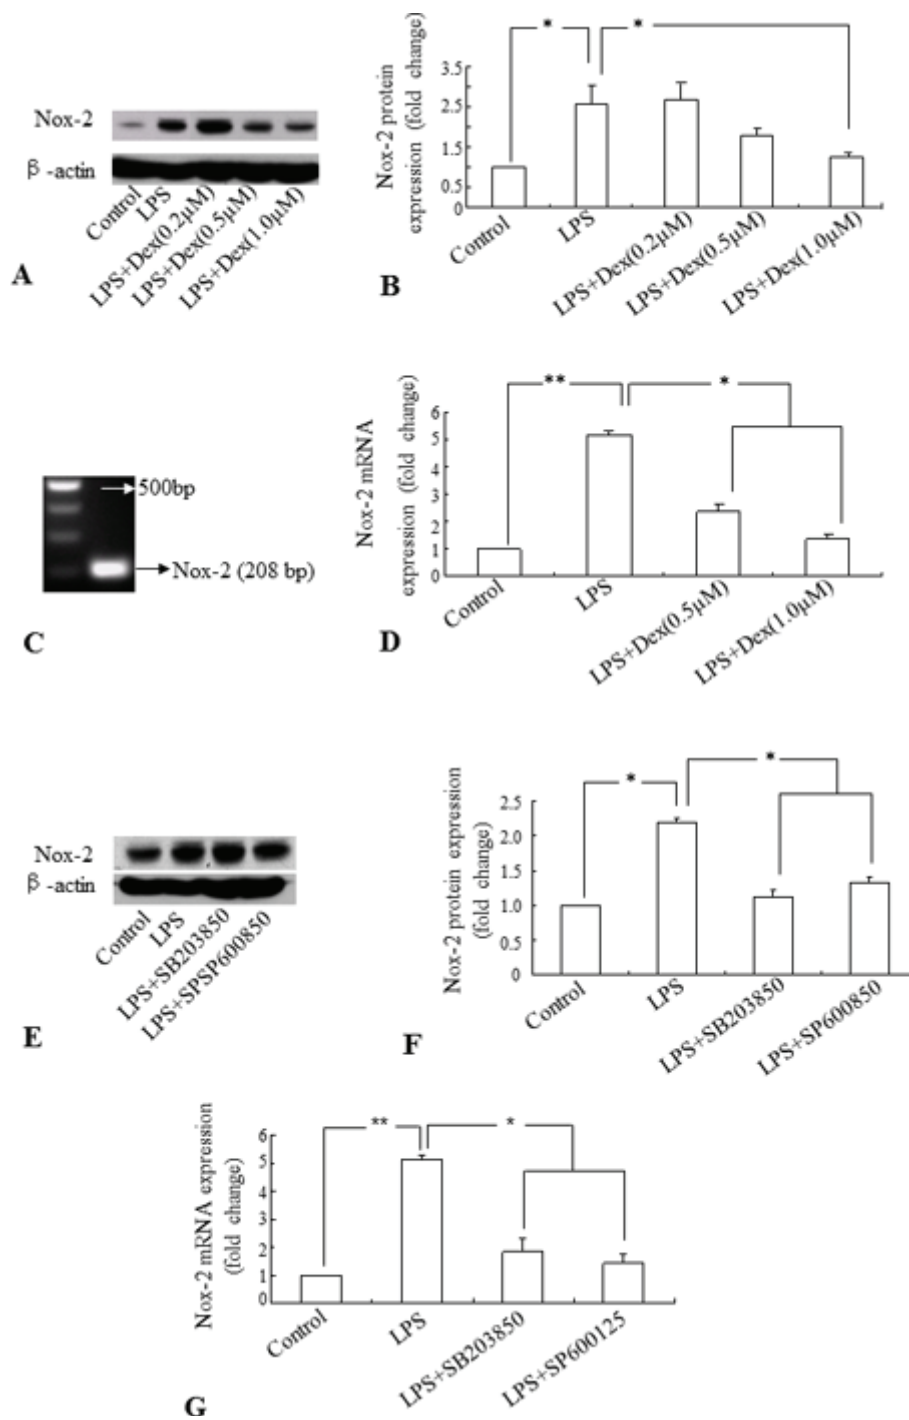 Nox-2
β-actin
Control
LPS
LPS+Dex(0.2µM)
LPS+Dex(0.5µM)
LPS+Dex(1.0µM)
A
Nox-2 protein
expression (fold change)
3.5
2.5
1.5
0.5
0
*
*
Control
LPS
LPS+Dex(0.2µM)
LPS+Dex(0.5µM)
LPS+Dex(1.0µM)
B
500bp
Nox-2 (208 bp)
C
Nox-2 mRNA
expression (fold change)
6
5
4
3
2
1
0
**
*
Control
LPS
LPS+Dex(0.5µM)
LPS+Dex(1.0µM)
D
Nox-2
β-actin
Control
LPS
LPS+SB203850
LPS+SPSP600850
E
Nox-2 protein expression
(fold change)
2.5
2.0
1.5
1.0
0.5
0
*
*
Control
LPS
LPS+SB203850
LPS+SP600850
F
Nox-2 mRNA expression
(fold change)
6
5
4
3
2
1
0
**
*
Control
LPS
LPS+SB203850
LPS+SP600125
G